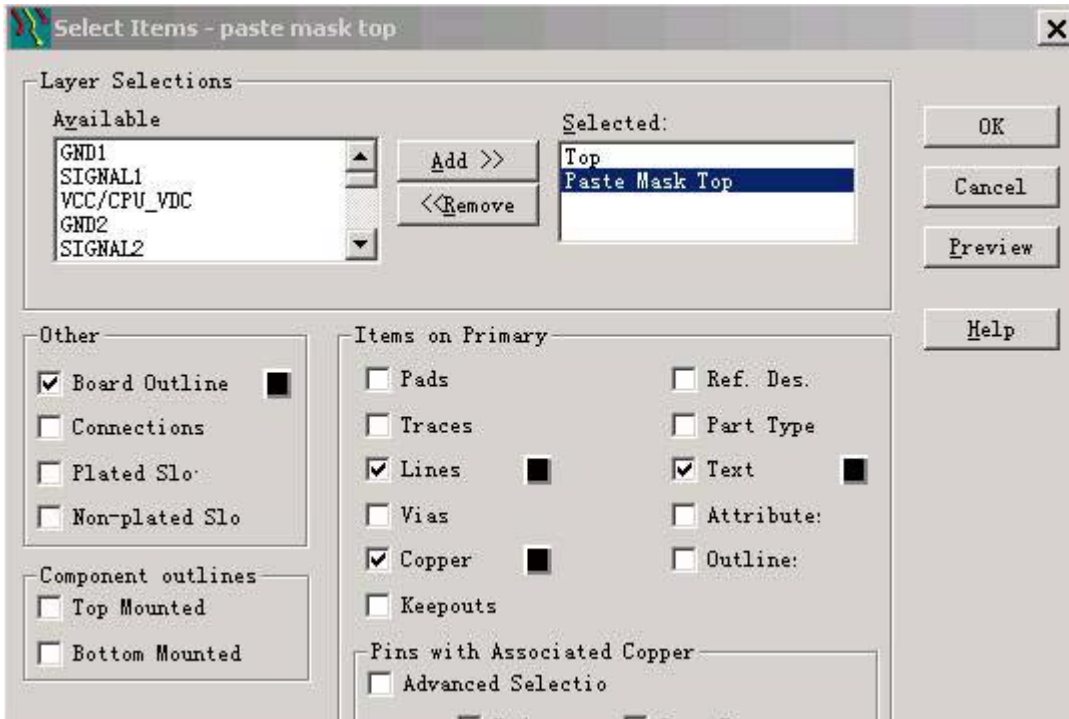 Select Items - paste mask top
Layer Selections
Available
GND1
SIGNAL1
VCC/CPU_VDC
GND2
SIGNAL2
Add >>
<<Remove
Selected:
Top
Paste Mask Top
OK
Cancel
Preview
Help
Other
Board Outline
Connections
Plated Slo
Non-plated Slo
Component outlines
Top Mounted
Bottom Mounted
Items on Primary
Pads
Traces
Lines
Vias
Copper
Keepouts
Ref. Des.
Part Type
Text
Attribute:
Outline:
Pins with Associated Copper
Advanced Selectio